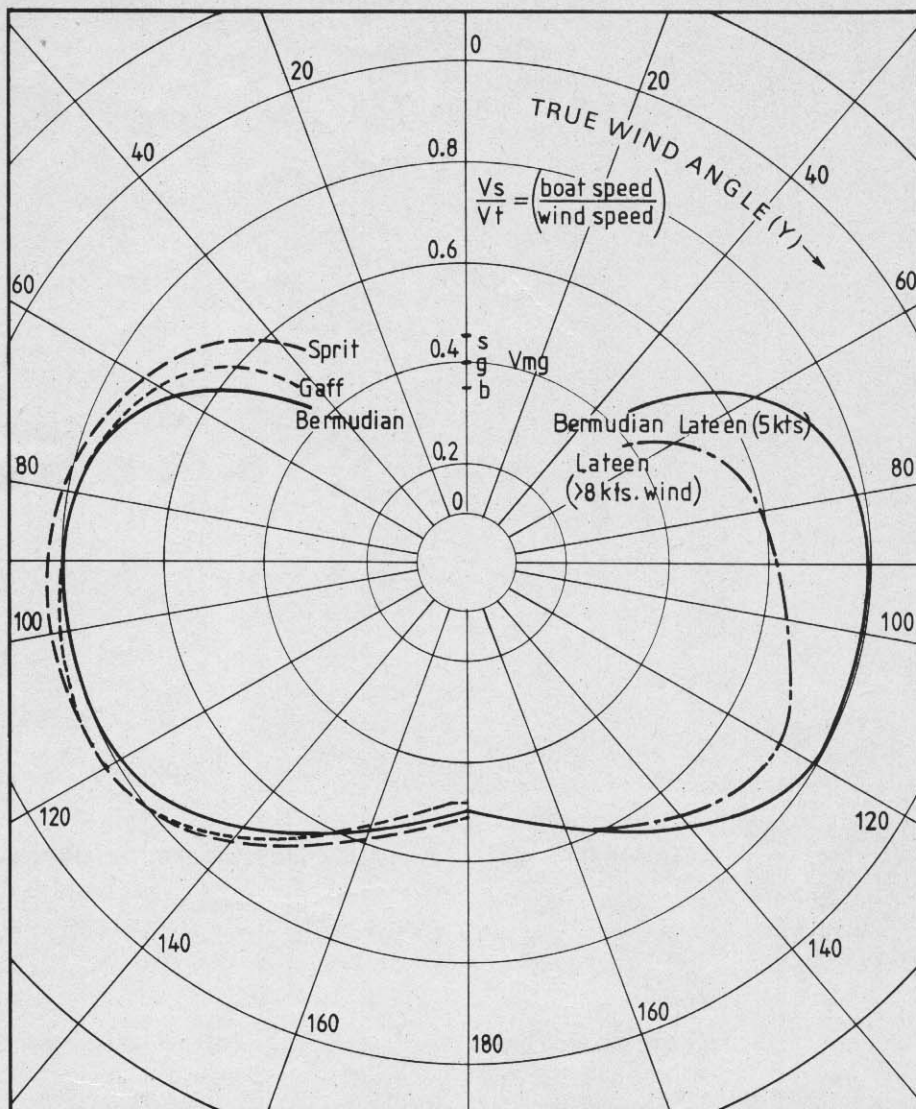 0
20
20
TRUE WIND ANGLE (Y)
40
40
0.8
Vs/Vt = (boat speed/wind speed)
60
60
0.6
Sprit
s
0.4 g Vmg
Gaff
b
Bermudian
Bermudian Lateen (5kts)
Lateen
(>8 kts. wind)
0.2
80
80
0
100
100
120
120
140
140
160
160
180